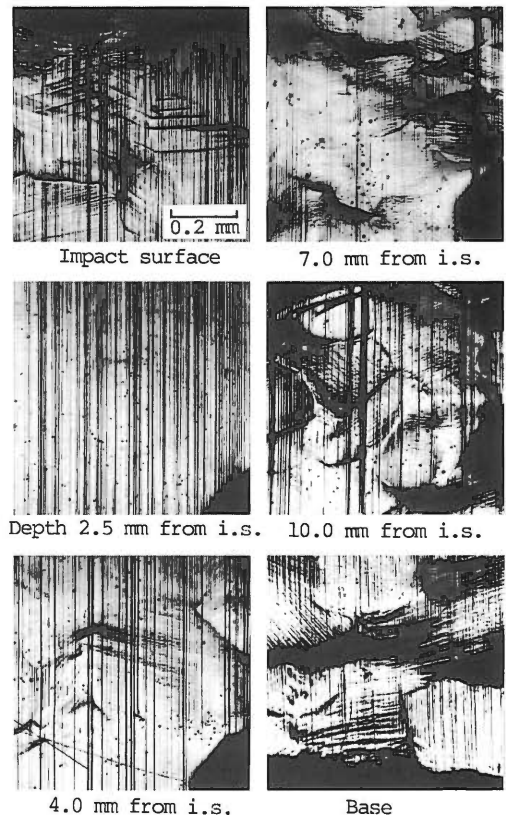 0.2 mm
Impact surface
7.0 mm from i.s.
Depth 2.5 mm from i.s.
10.0 mm from i.s.
4.0 mm from i.s.
Base